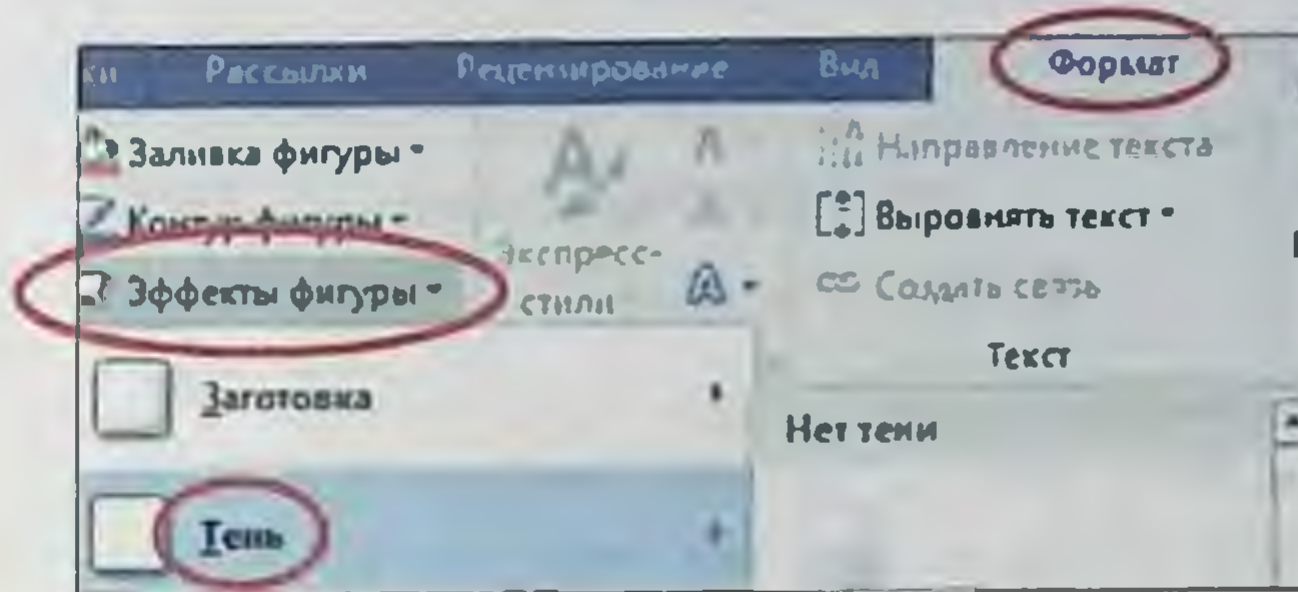 ки Рассылки Рецензирование Вид Формат
Заливка фигуры
Контур фигуры
Эффекты фигуры
Экспресс-
стили
Направление текста
Выровнять текст
Создать связь
Текст
Заготовка
Тень
Нет тени